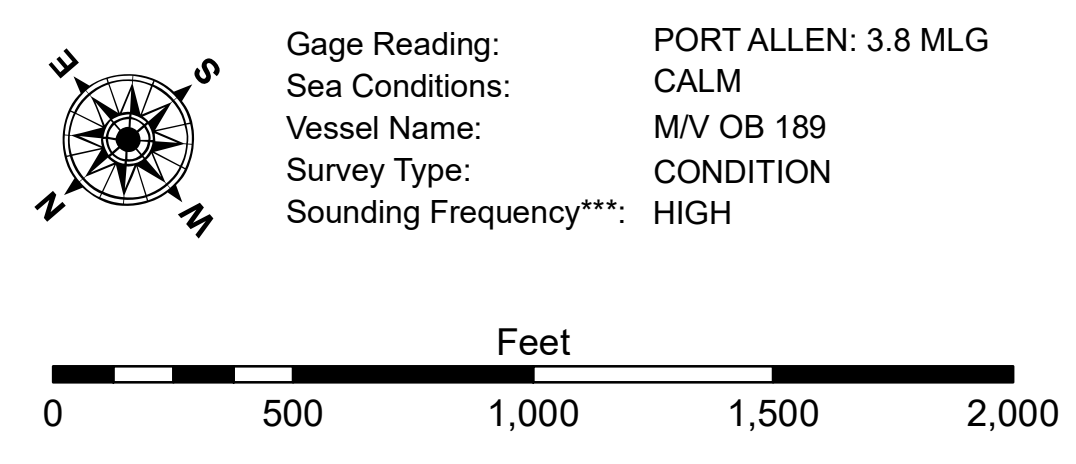 E S
N W
Gage Reading: PORT ALLEN: 3.8 MLG
Sea Conditions: CALM
Vessel Name: M/V OB 189
Survey Type: CONDITION
Sounding Frequency***: HIGH
Feet
0 500 1,000 1,500 2,000